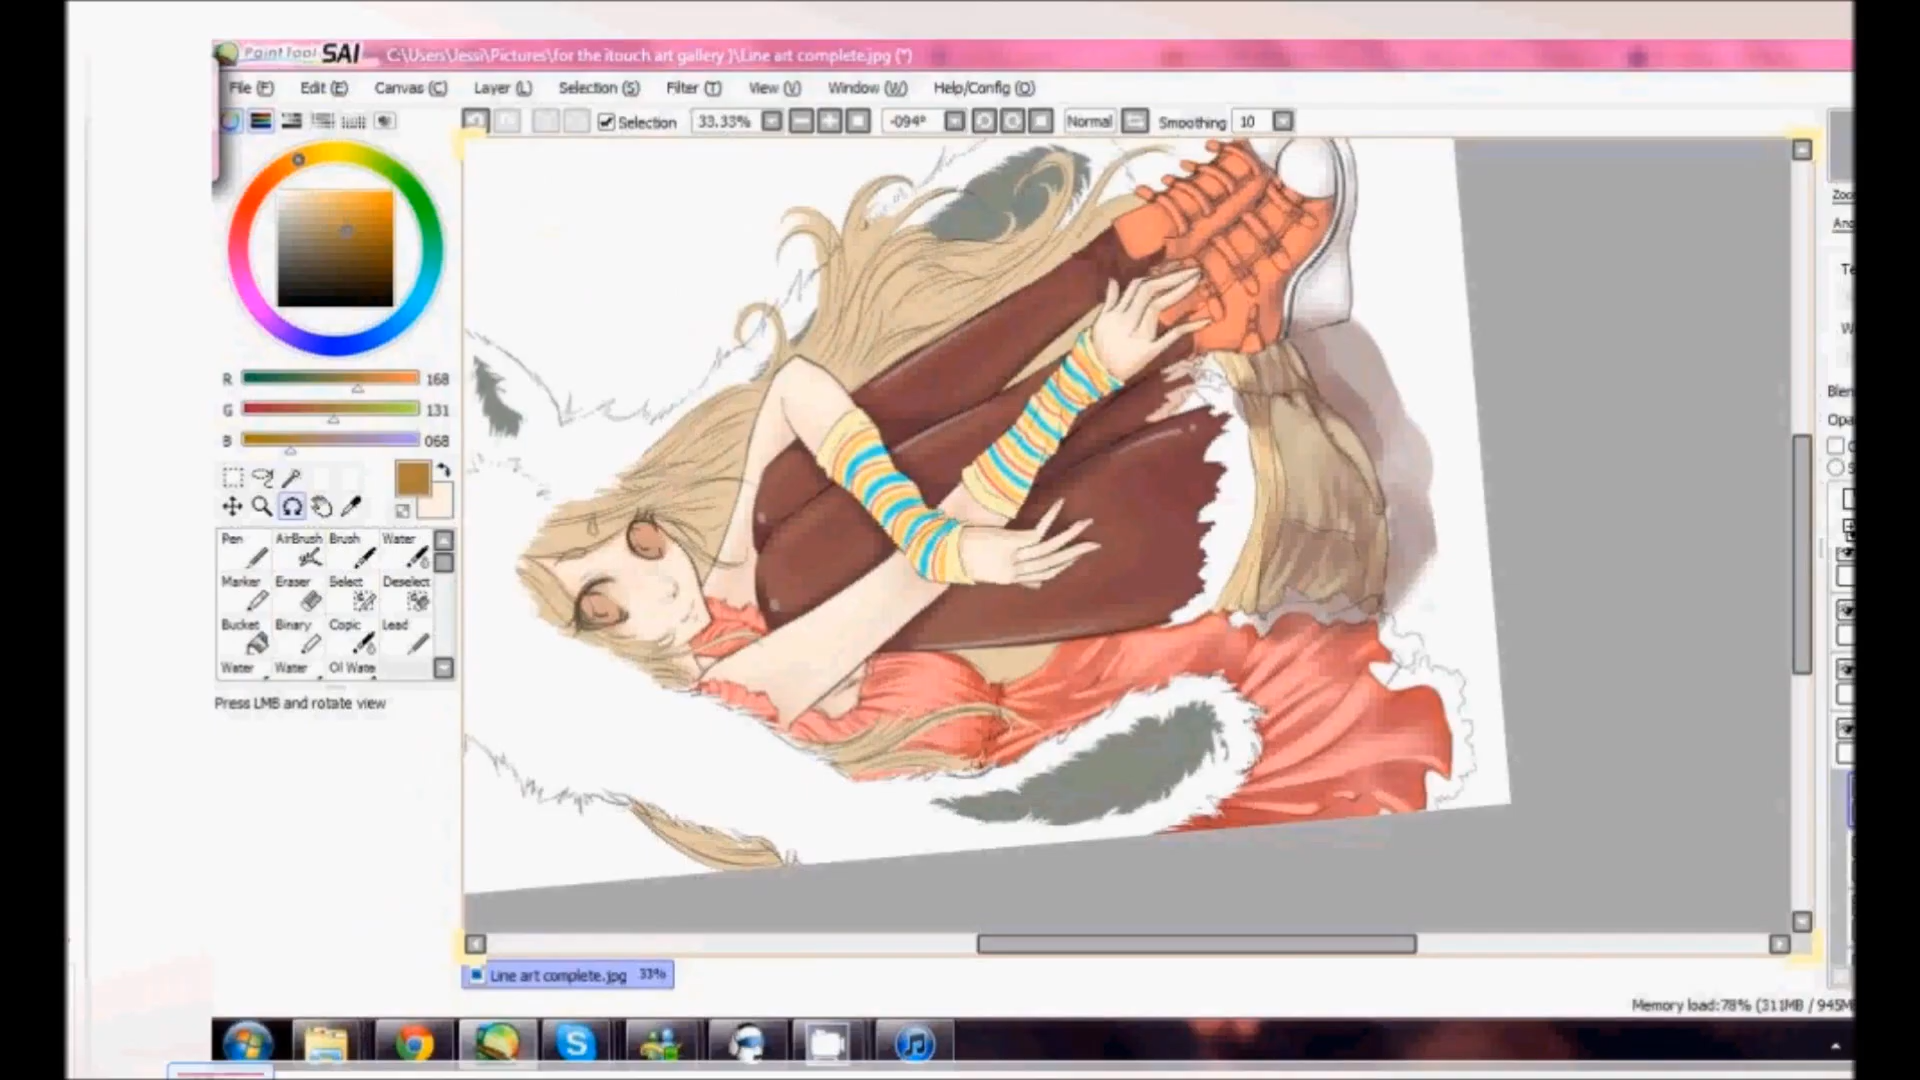 PaintTool SAI C:\Users\Jessi\Pictures\for the itouch art gallery )\Line art complete.jpg (*)
File (F) Edit (E) Canvas (C) Layer (L) Selection (S) Filter (T) View (V) Window (W) Help/Config (O)
Selection 33.33% -094° Normal Smoothing 10
R 168
G 131
B 068
Pen AirBrush Brush Water
Marker Eraser Select Deselect
Bucket Binary Copic Lead
Water Water Oil Wate
Press LMB and rotate view
Line art complete.jpg 33%
Memory load:78% (311MB / 945M